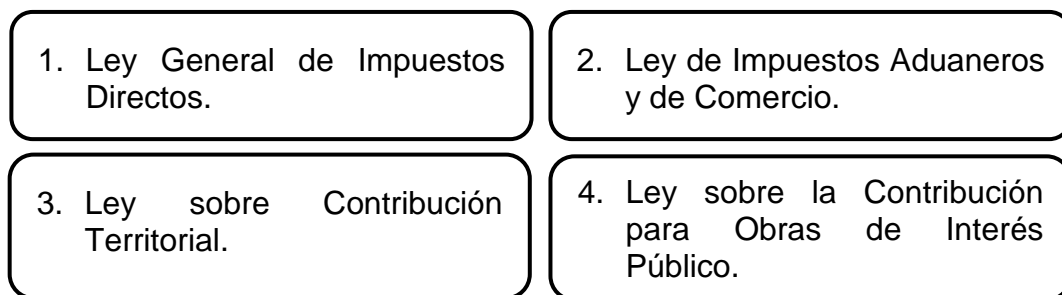 1. Ley General de Impuestos
Directos.
2. Ley de Impuestos Aduaneros
y de Comercio.
3. Ley sobre Contribución
Territorial.
4. Ley sobre la Contribución
para Obras de Interés
Público.